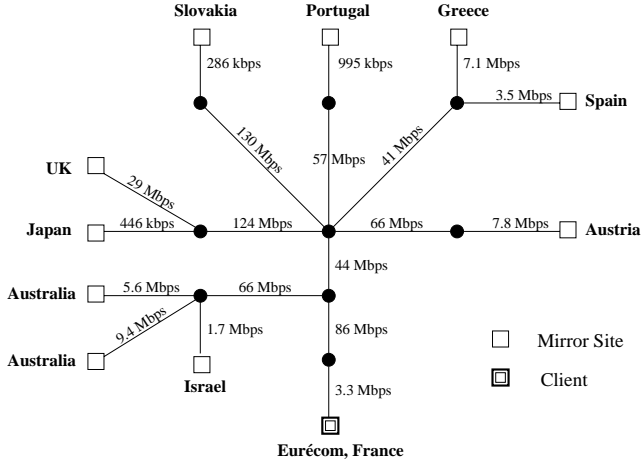 Slovakia
Portugal
Greece
286 kbps
995 kbps
7.1 Mbps
3.5 Mbps
Spain
130 Mbps
57 Mbps
41 Mbps
UK
29 Mbps
Japan
446 kbps
124 Mbps
66 Mbps
7.8 Mbps
Austria
44 Mbps
Australia
5.6 Mbps
66 Mbps
9.4 Mbps
1.7 Mbps
86 Mbps
Australia
Israel
Mirror Site
Client
3.3 Mbps
Eurécom, France